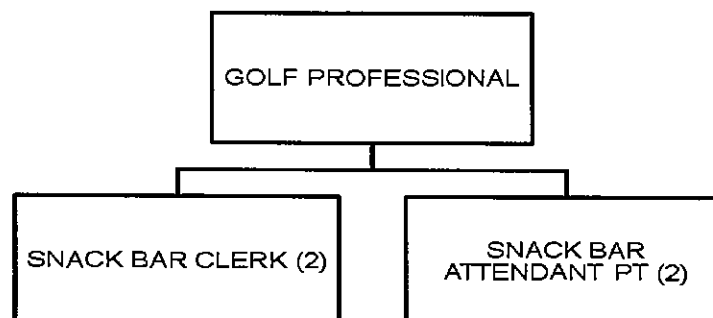 GOLF PROFESSIONAL
SNACK BAR CLERK (2)
SNACK BAR
ATTENDANT PT (2)